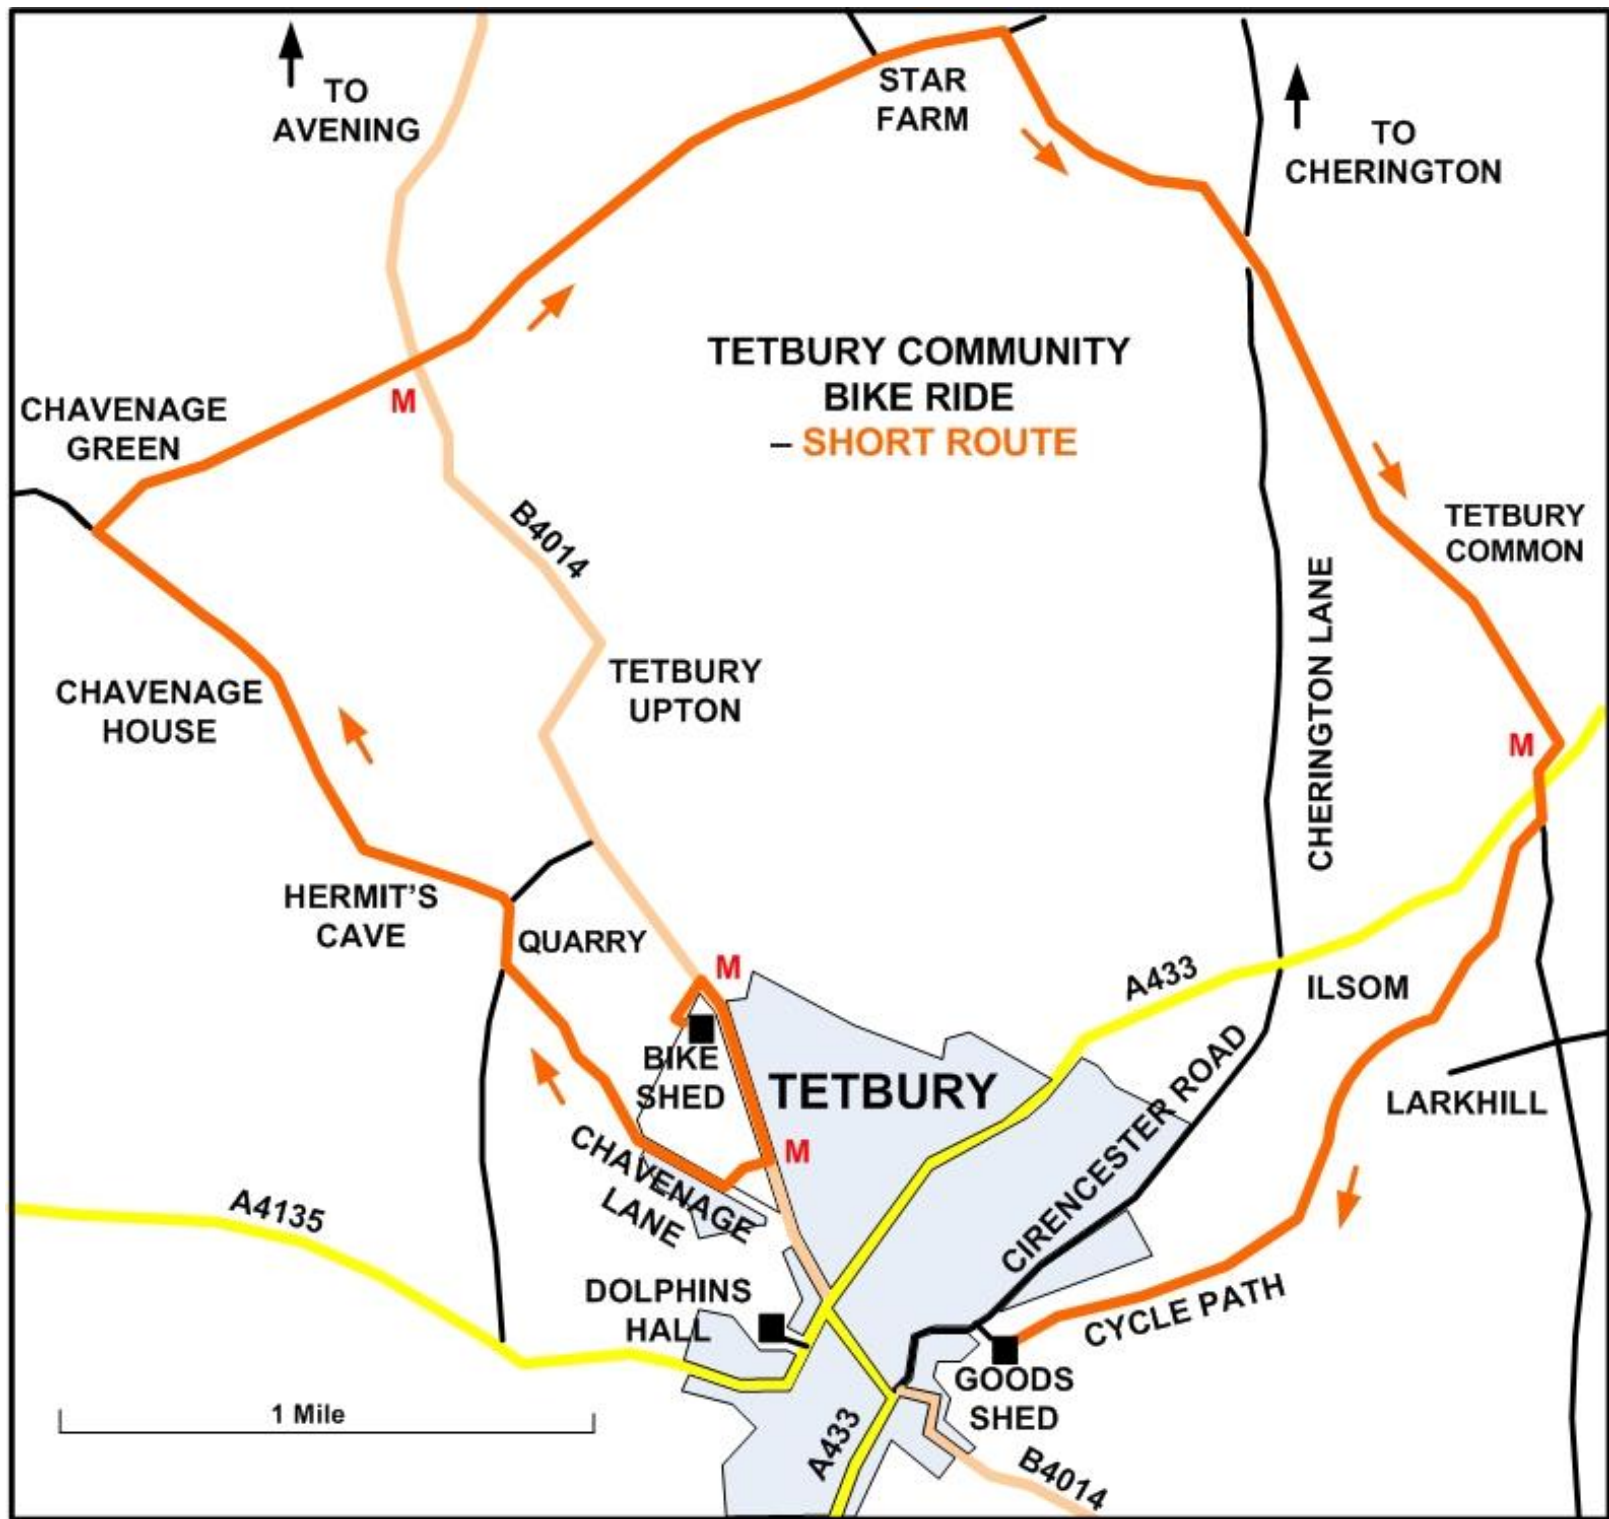 TO
AVENING
STAR
FARM
TO
CHERINGTON
TETBURY COMMUNITY
BIKE RIDE
– SHORT ROUTE
CHAVENAGE
GREEN
M
B4014
TETBURY
COMMON
CHERINGTON LANE
TETBURY
UPTON
CHAVENAGE
HOUSE
M
HERMIT'S
CAVE
QUARRY
M
A433
ILSOM
BIKE
SHED
TETBURY
CIRENCESTER ROAD
LARKHILL
M
CHAVENAGE
LANE
A4135
DOLPHINS
HALL
CYCLE PATH
GOODS
SHED
1 Mile
A433
B4014